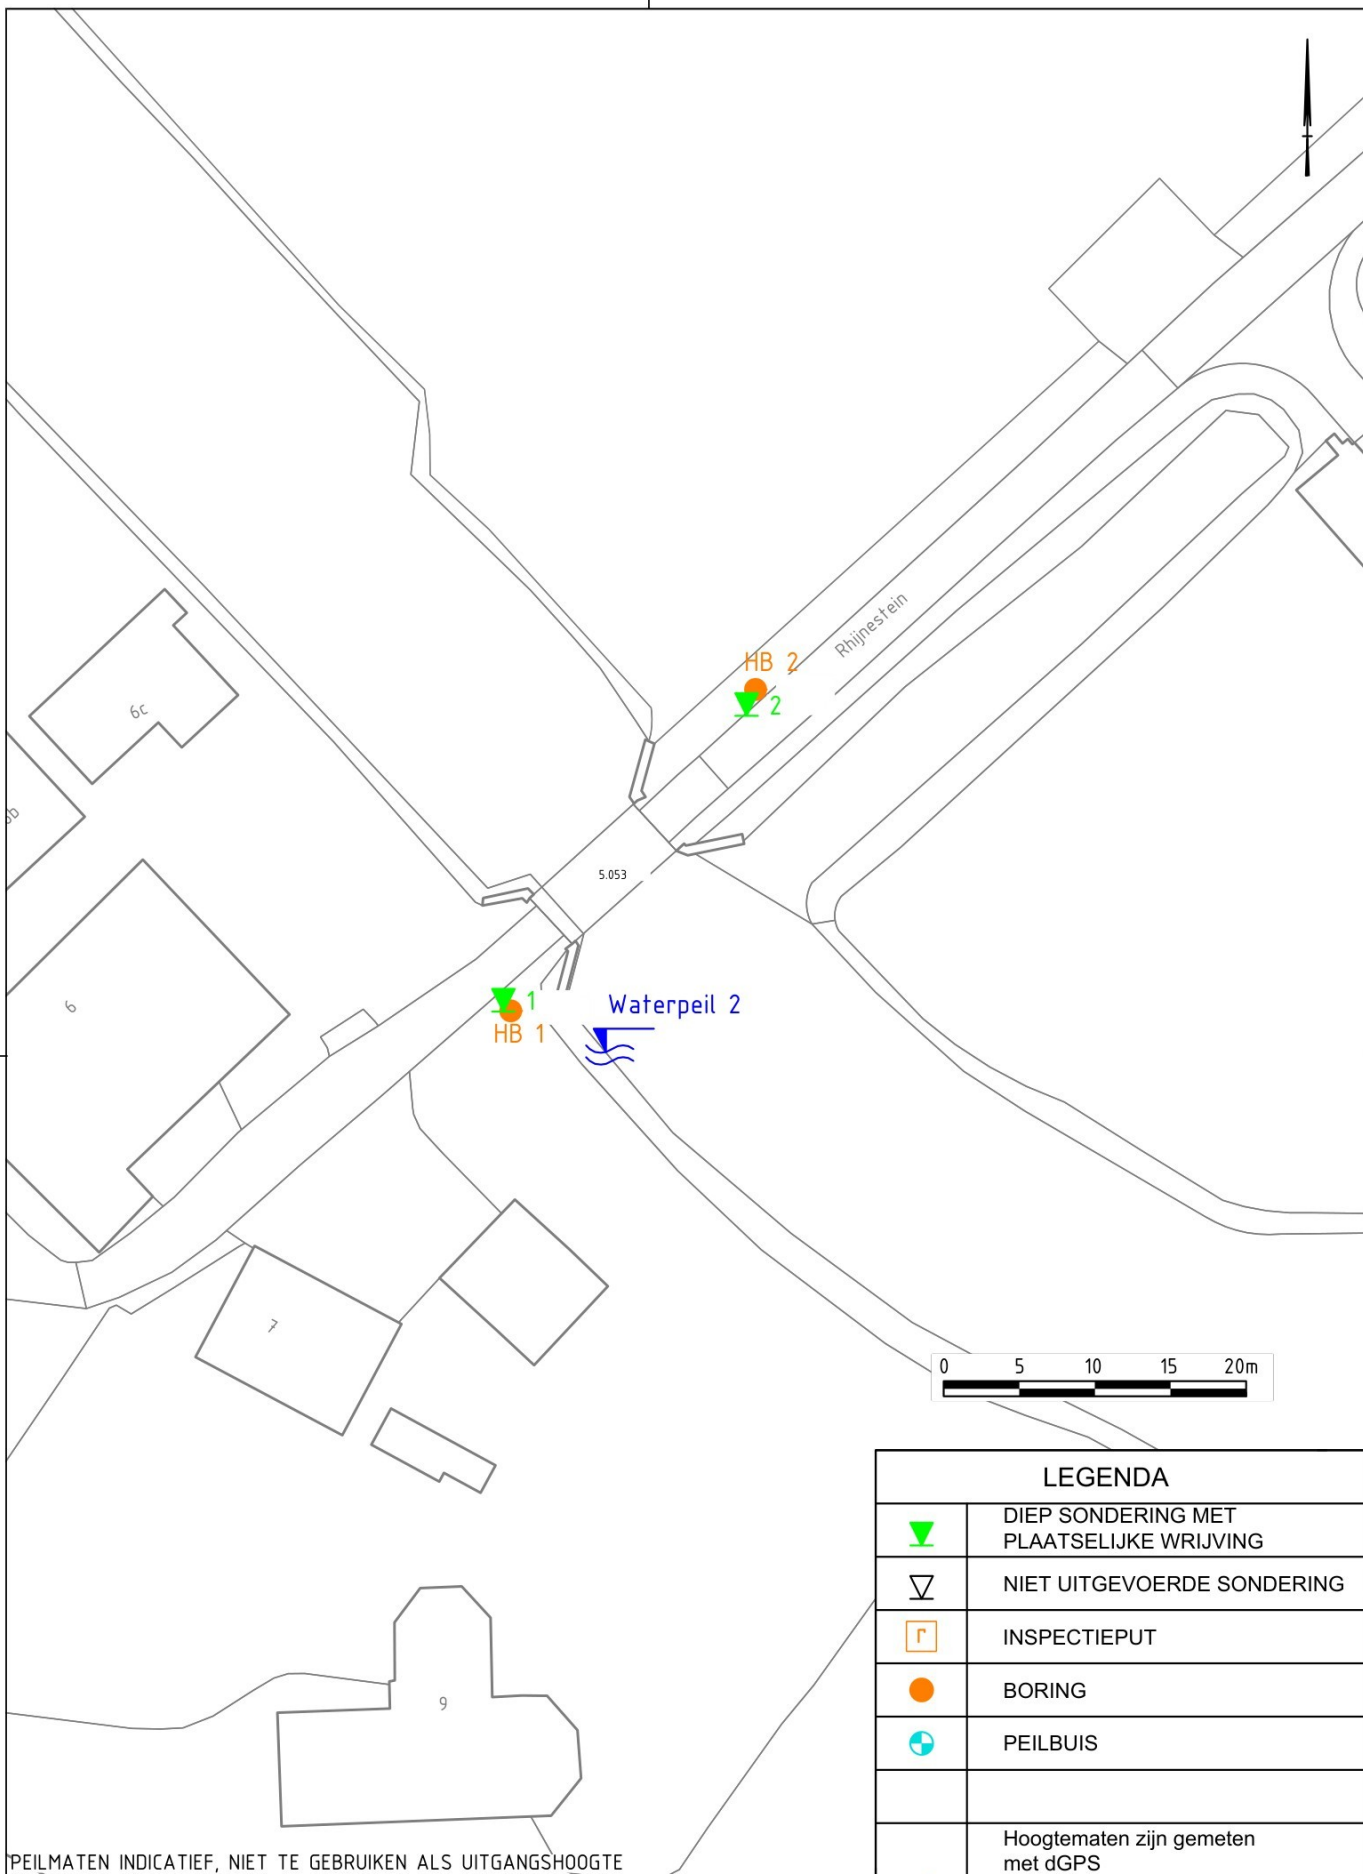 Rhijnestein
HB 2
2
6c
6b
5.053
6
1
HB 1
Waterpeil 2
7
0 5 10 15 20m
9
LEGENDA
DIEP SONDERING MET
PLAATSELIJKE WRIJVING
NIET UITGEVOERDE SONDERING
INSPECTIEPUT
BORING
PEILBUIS
Hoogtematen zijn gemeten
met dGPS
PEILMATEN INDICATIEF, NIET TE GEBRUIKEN ALS UITGANGSHOOGTE